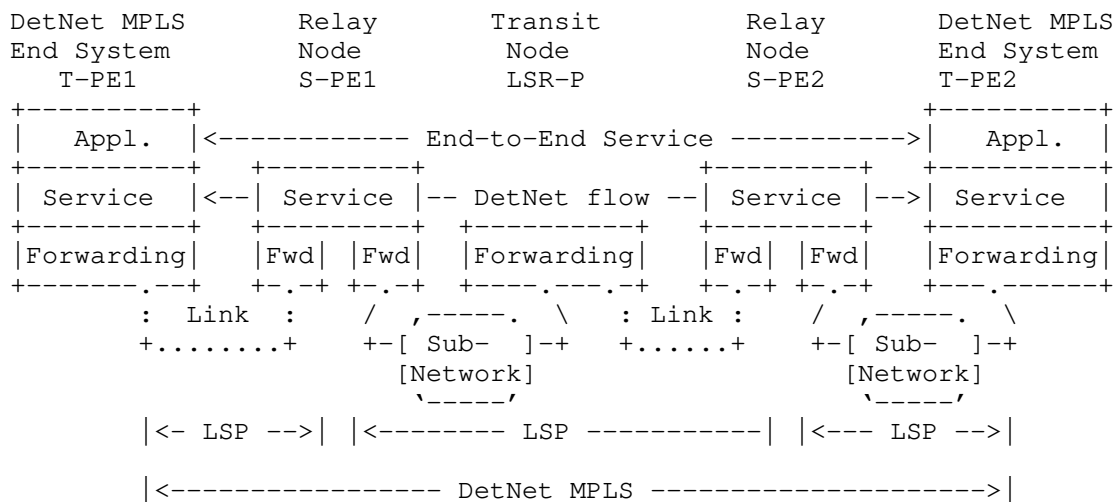 DetNet MPLS       Relay       Transit         Relay       DetNet MPLS
End System        Node         Node           Node        End System
   T-PE1          S-PE1        LSR-P          S-PE2       T-PE2
+----------+                                             +----------+
|   Appl.  |<------------ End-to-End Service ----------->|   Appl.  |
+----------+   +---------+                 +---------+   +----------+
| Service  |<--| Service |-- DetNet flow --| Service |-->| Service  |
+----------+   +---------+  +----------+   +---------+   +----------+
|Forwarding|   |Fwd| |Fwd|  |Forwarding|   |Fwd| |Fwd|   |Forwarding|
+-------.--+   +-.-+ +-.-+  +----.---.-+   +-.-+ +-.-+   +---.------+
        :  Link  :    /  ,-----.  \   : Link :    /  ,-----.  \
        +........+    +-[  Sub-  ]-+  +......+    +-[  Sub-  ]-+
                        [Network]                   [Network]
                         `-----'                     `-----'
        |<- LSP -->| |<-------- LSP -----------| |<--- LSP -->|
        |<----------------- DetNet MPLS --------------------->|